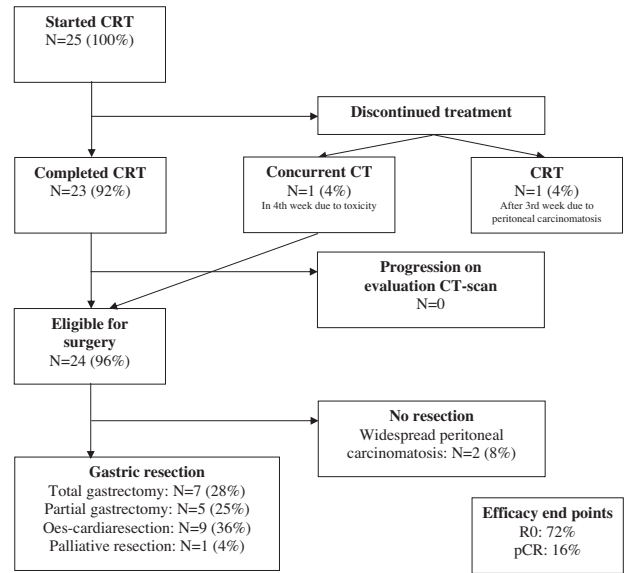 Started CRT
N=25 (100%)
Discontinued treatment
Completed CRT
N=23 (92%)
Concurrent CT
N=1 (4%)
In 4th week due to toxicity
CRT
N=1 (4%)
After 3rd week due to
peritoneal carcinomatosis
Progression on
evaluation CT-scan
N=0
Eligible for
surgery
N=24 (96%)
No resection
Widespread peritoneal
carcinomatosis: N=2 (8%)
Gastric resection
Total gastrectomy: N=7 (28%)
Partial gastrectomy: N=5 (25%)
Oes-cardiaresection: N=9 (36%)
Palliative resection: N=1 (4%)
Efficacy end points
R0: 72%
pCR: 16%